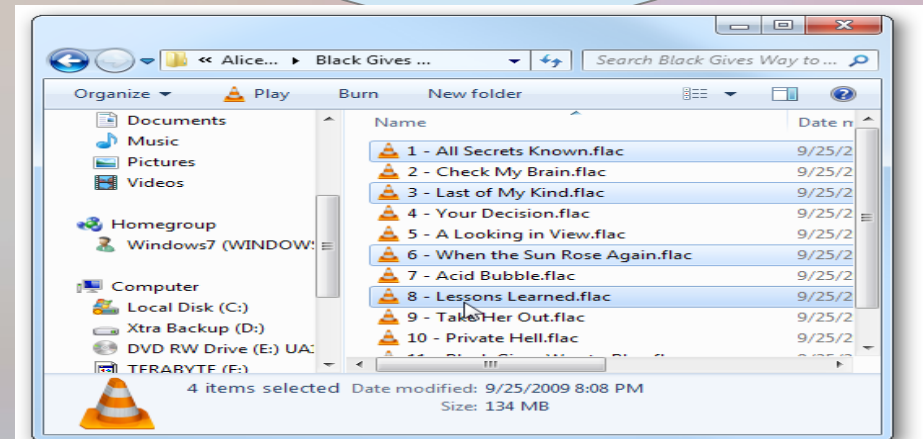 « Alice... ▸ Black Gives ...
Search Black Gives Way to ...
Organize Play Burn New folder
Documents
Music
Pictures
Videos
Homegroup
Windows7 (WINDOWS
Computer
Local Disk (C:)
Xtra Backup (D:)
DVD RW Drive (E:) UA
TERABYTE (F:)
Name Date m
1 - All Secrets Known.flac 9/25/2
2 - Check My Brain.flac 9/25/2
3 - Last of My Kind.flac 9/25/2
4 - Your Decision.flac 9/25/2
5 - A Looking in View.flac 9/25/2
6 - When the Sun Rose Again.flac 9/25/2
7 - Acid Bubble.flac 9/25/2
8 - Lessons Learned.flac 9/25/2
9 - Take Her Out.flac 9/25/2
10 - Private Hell.flac 9/25/2
4 items selected Date modified: 9/25/2009 8:08 PM
Size: 134 MB